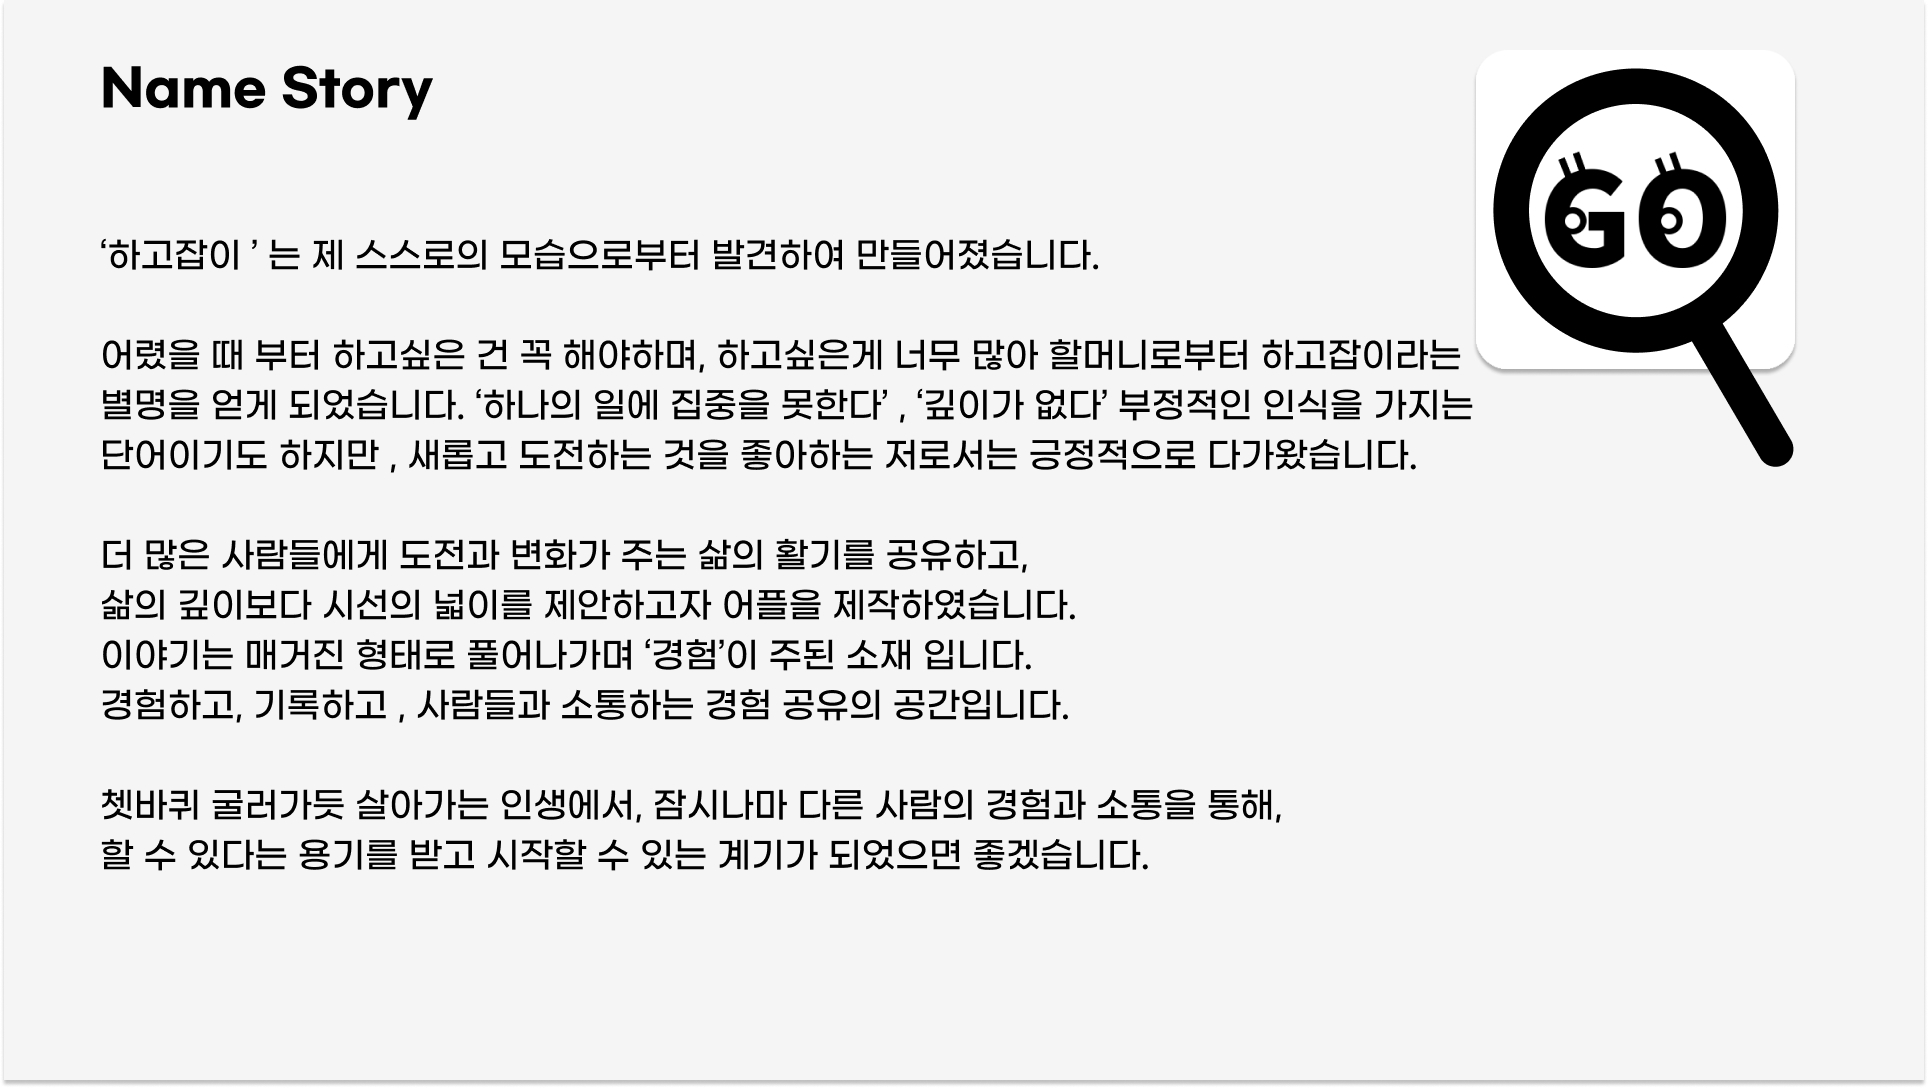 Name Story
GO
‘하고잡이 ’ 는 제 스스로의 모습으로부터 발견하여 만들어졌습니다.
어렸을 때 부터 하고싶은 건 꼭 해야하며, 하고싶은게 너무 많아 할머니로부터 하고잡이라는
별명을 얻게 되었습니다. ‘하나의 일에 집중을 못한다’ , ‘깊이가 없다’ 부정적인 인식을 가지는
단어이기도 하지만 , 새롭고 도전하는 것을 좋아하는 저로서는 긍정적으로 다가왔습니다.
더 많은 사람들에게 도전과 변화가 주는 삶의 활기를 공유하고,
삶의 깊이보다 시선의 넓이를 제안하고자 어플을 제작하였습니다.
이야기는 매거진 형태로 풀어나가며 ‘경험’이 주된 소재 입니다.
경험하고, 기록하고 , 사람들과 소통하는 경험 공유의 공간입니다.
쳇바퀴 굴러가듯 살아가는 인생에서, 잠시나마 다른 사람의 경험과 소통을 통해,
할 수 있다는 용기를 받고 시작할 수 있는 계기가 되었으면 좋겠습니다.